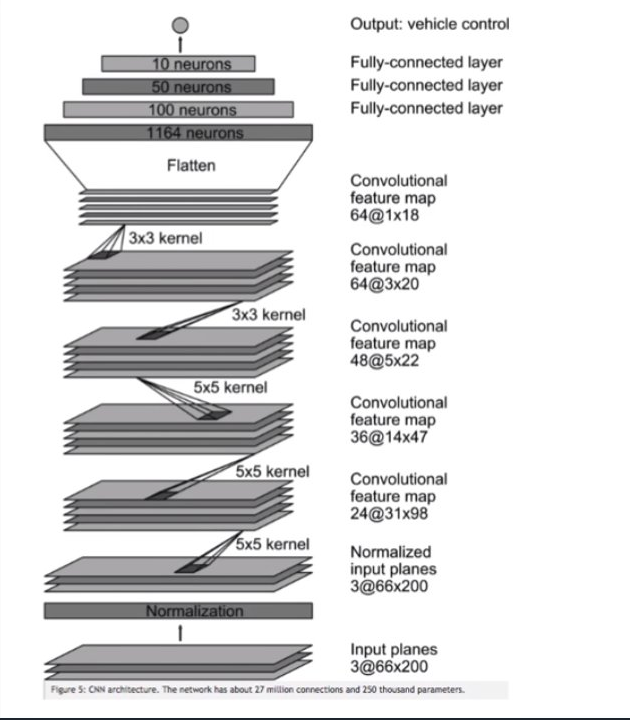 Output: vehicle control
10 neurons
Fully-connected layer
50 neurons
Fully-connected layer
100 neurons
Fully-connected layer
1164 neurons
Flatten
Convolutional
feature map
64@1x18
3x3 kernel
Convolutional
feature map
64@3x20
3x3 kernel
Convolutional
feature map
48@5x22
5x5 kernel
Convolutional
feature map
36@14x47
5x5 kernel
Convolutional
feature map
24@31x98
5x5 kernel
Normalized
input planes
3@66x200
Normalization
Input planes
3@66x200
Figure 5: CNN architecture. The network has about 27 million connections and 250 thousand parameters.